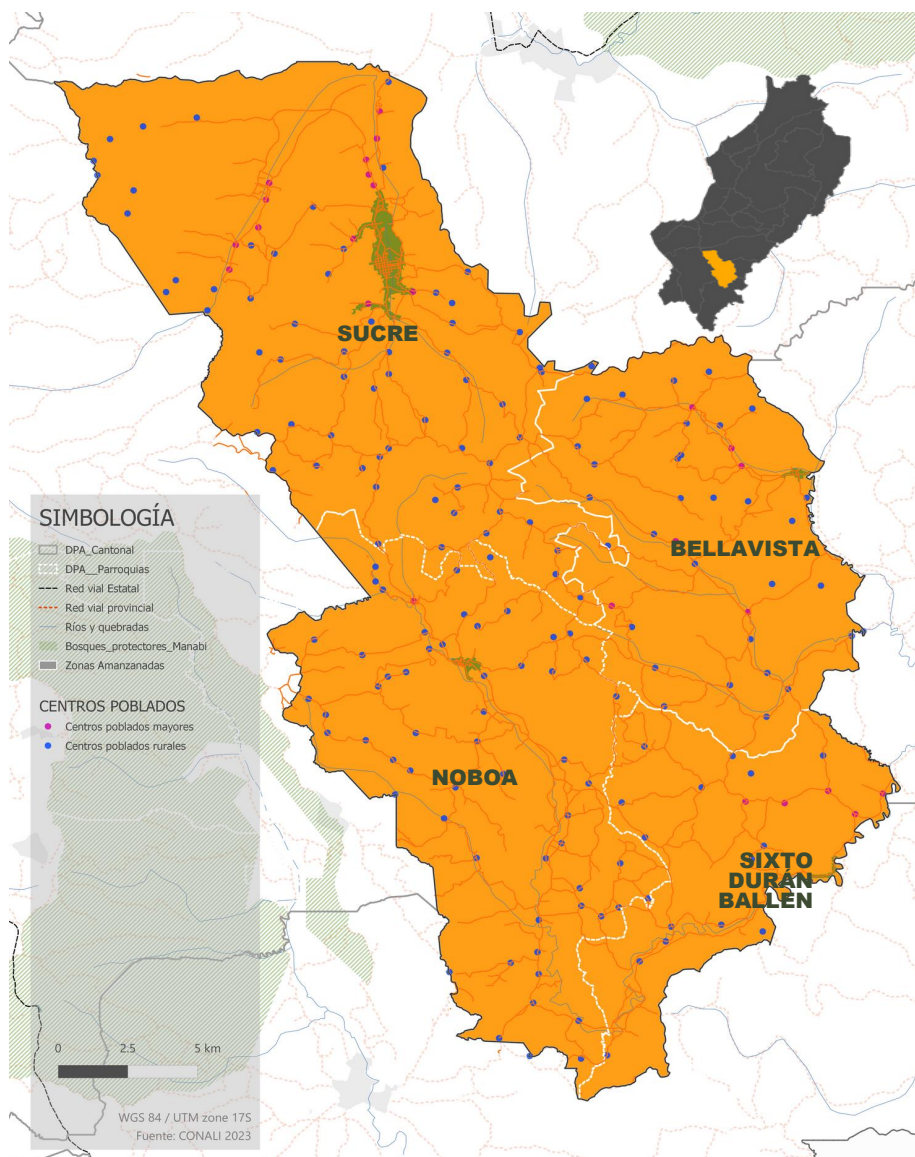 SUCRE
BELLAVISTA
NOBOA
SIXTO
DURÁN
BALLÉN
SIMBOLOGÍA
DPA_Cantonal
DPA__Parroquias
Red vial Estatal
Red vial provincial
Ríos y quebradas
Bosques_protectores_Manabi
Zonas Amanzanadas
CENTROS POBLADOS
Centros poblados mayores
Centros poblados rurales
0 2.5 5 km
WGS 84 / UTM zone 17S
Fuente: CONALI 2023